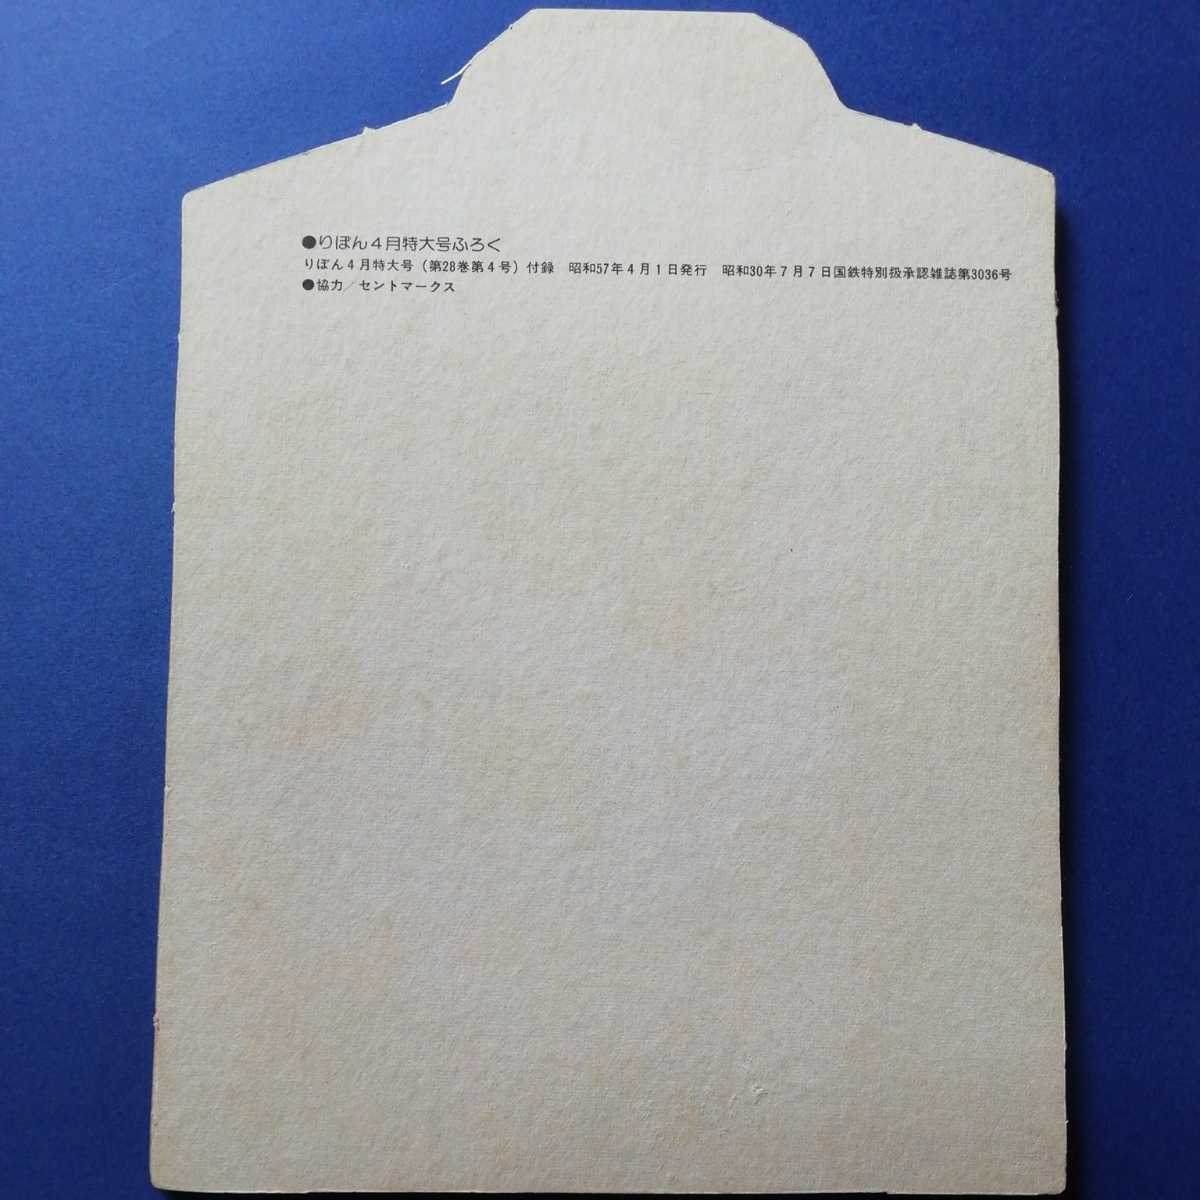 ●りぼん4月特大号ふろく
りぼん4月特大号(第28巻第4号)付録　昭和57年4月1日発行　昭和30年7月7日国鉄特別扱承認雑誌第3036号
●協力/セントマークス